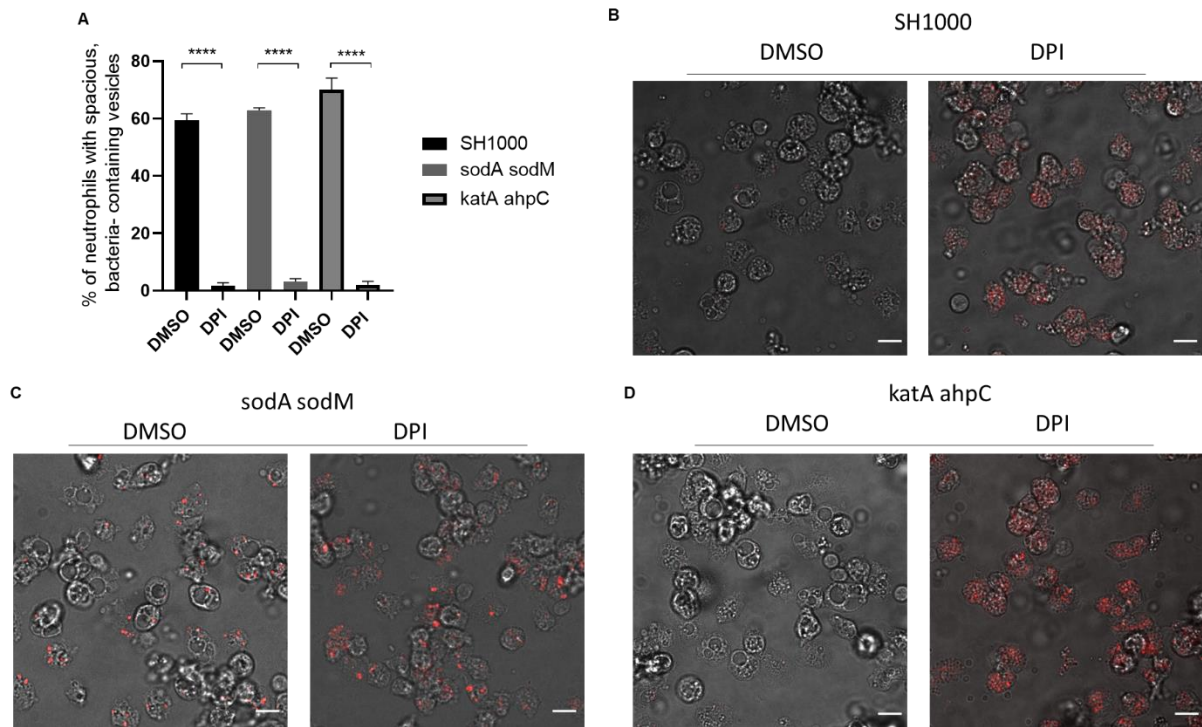 A
% of neutrophils with spacious,
bacteria- containing vesicles
80
60
40
20
0
****
****
****
DMSO
DPI
DMSO
DPI
DMSO
DPI
SH1000
sodA sodM
katA ahpC
B
SH1000
DMSO
DPI
C
sodA sodM
DMSO
DPI
D
katA ahpC
DMSO
DPI